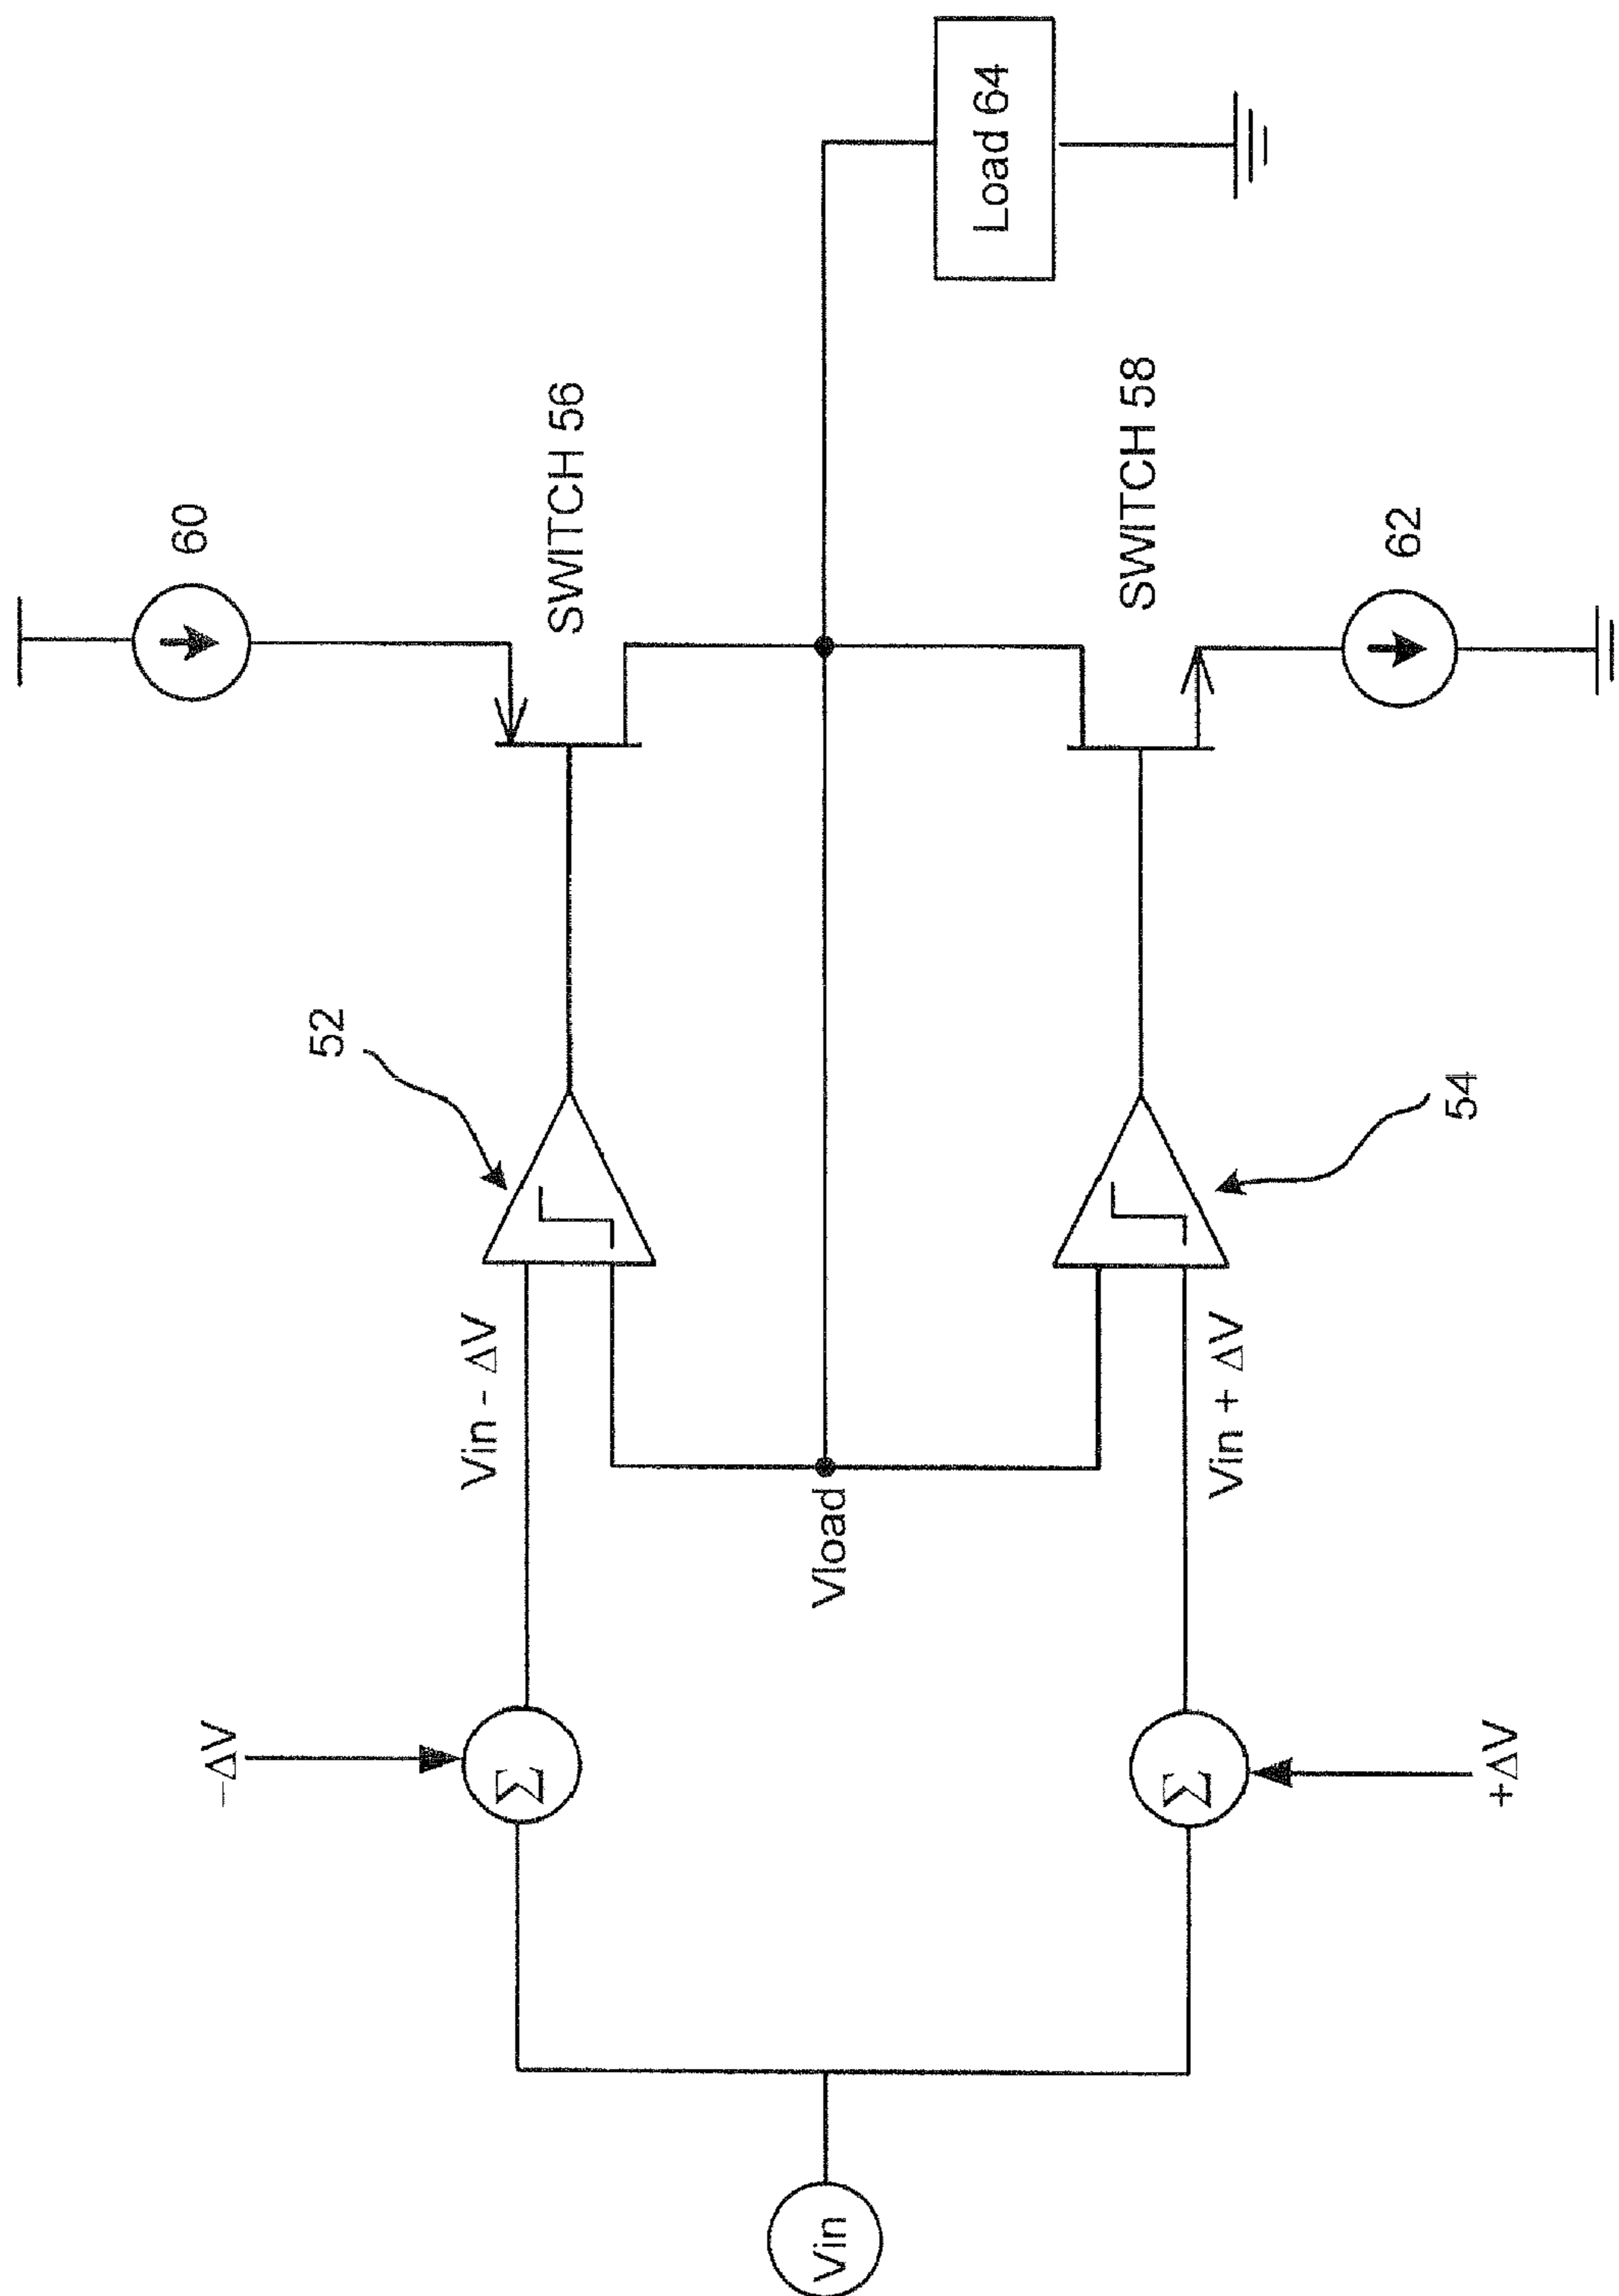 60
SWITCH 56
52
−ΔV
Vin - ΔV
Σ
Load 64
Vload
Vin
SWITCH 58
62
54
Vin + ΔV
Σ
+ΔV